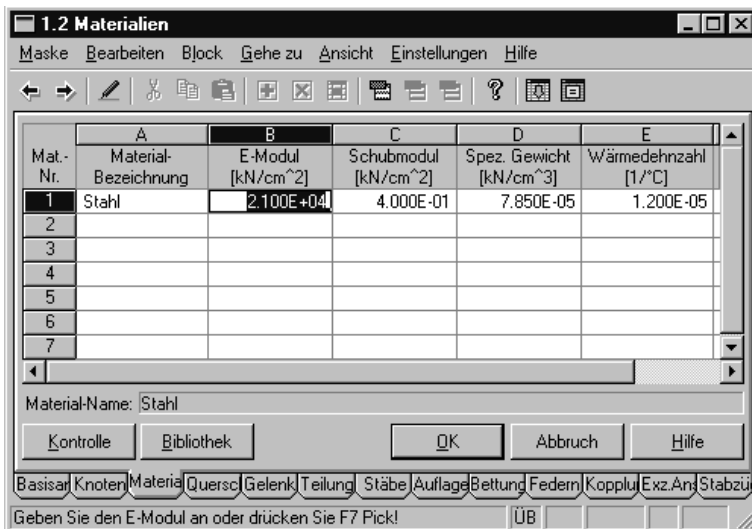 1.2 Materialien
Maske Bearbeiten Block Gehe zu Ansicht Einstellungen Hilfe
A B C D E
Mat.-Nr. Material-Bezeichnung E-Modul [kN/cm^2] Schubmodul [kN/cm^2] Spez. Gewicht [kN/cm^3] Wärmedehnzahl [1/°C]
1 Stahl 2.100E+04 4.000E-01 7.850E-05 1.200E-05
2
3
4
5
6
7
Material-Name: Stahl
Kontrolle Bibliothek OK Abbruch Hilfe
Basisar Knoten Materia Quersc Gelenk Teilung Stäbe Auflage Bettung Federn Kopplu Exz.An Stabzü
Geben Sie den E-Modul an oder drücken Sie F7 Pick! ÜB